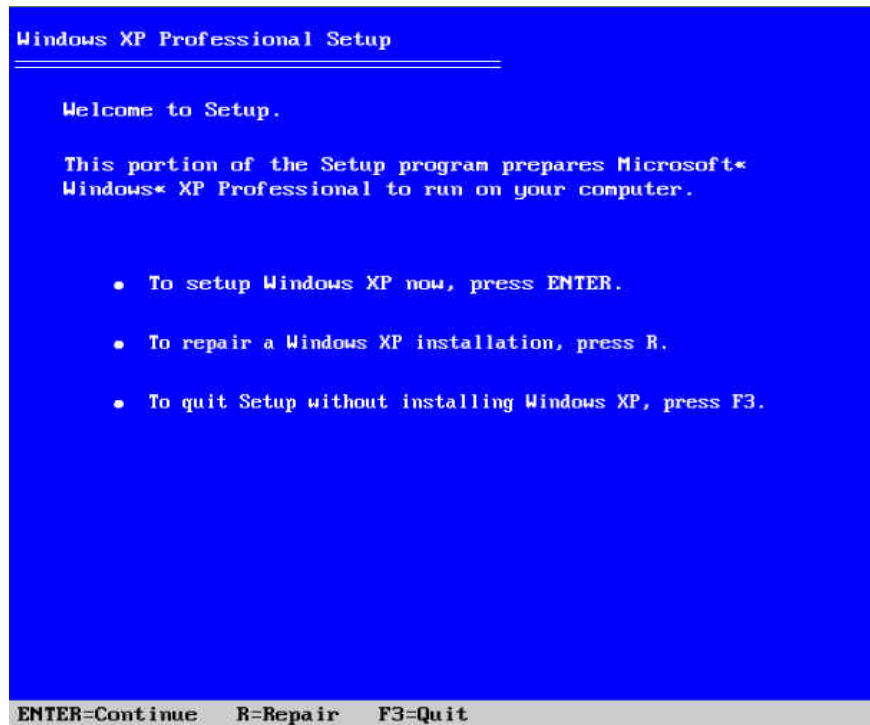 Windows XP Professional Setup
Welcome to Setup.
This portion of the Setup program prepares Microsoft«
Windows« XP Professional to run on your computer.
• To setup Windows XP now, press ENTER.
• To repair a Windows XP installation, press R.
• To quit Setup without installing Windows XP, press F3.
ENTER=Continue R=Repair F3=Quit